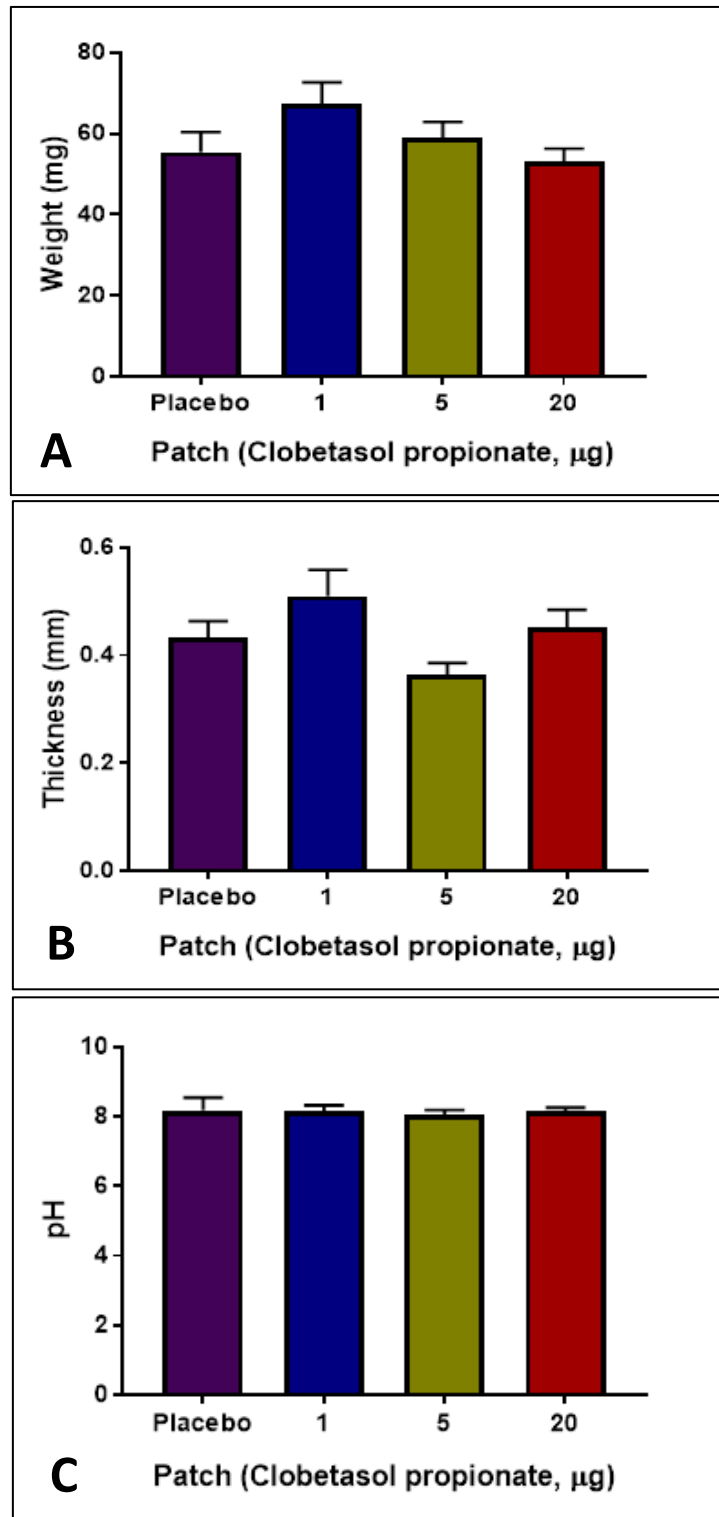 80
60
40
20
0
Weight (mg)
Placebo 1 5 20
A Patch (Clobetasol propionate, μg)
0.6
0.4
0.2
0.0
Thickness (mm)
Placebo 1 5 20
B Patch (Clobetasol propionate, μg)
10
8
6
4
2
0
pH
Placebo 1 5 20
C Patch (Clobetasol propionate, μg)